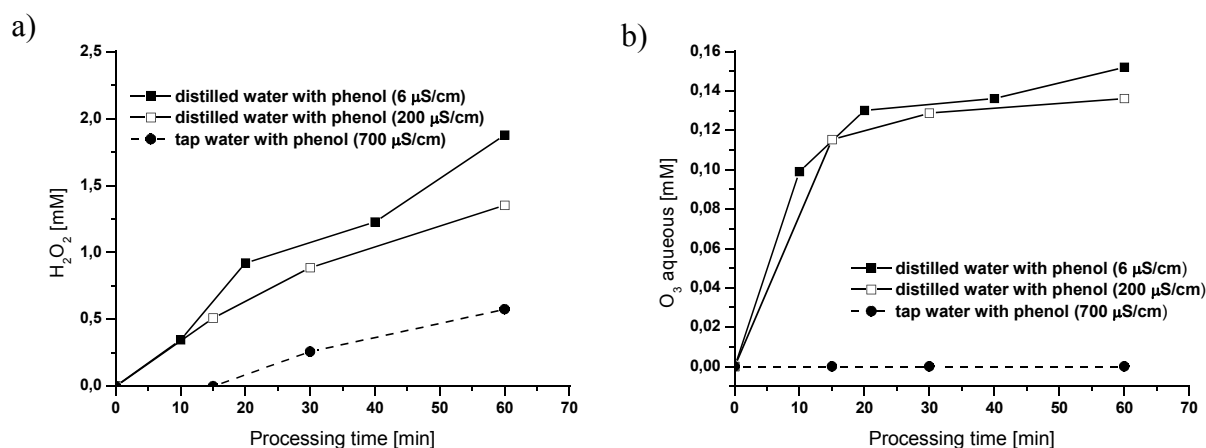 a)
2,5
2,0
1,5
1,0
0,5
0,0
H₂O₂ [mM]
distilled water with phenol (6 µS/cm)
distilled water with phenol (200 µS/cm)
tap water with phenol (700 µS/cm)
0 10 20 30 40 50 60 70
Processing time [min]
b)
0,16
0,14
0,12
0,10
0,08
0,06
0,04
0,02
0,00
O₃ aqueous [mM]
distilled water with phenol (6 µS/cm)
distilled water with phenol (200 µS/cm)
tap water with phenol (700 µS/cm)
0 10 20 30 40 50 60 70
Processing time [min]